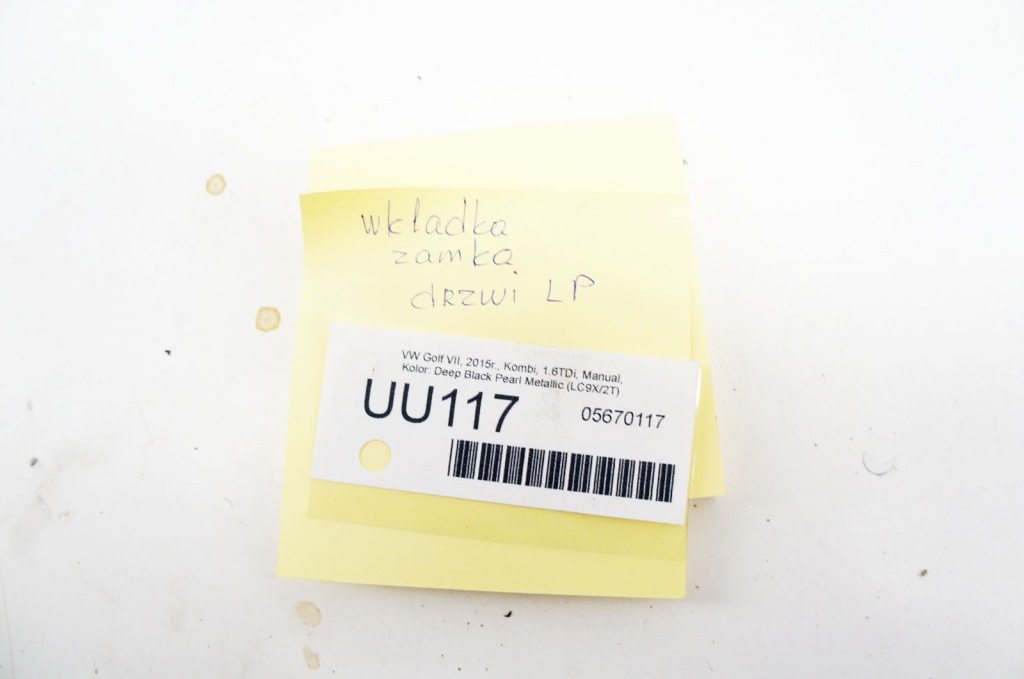 wkladka
zamka
drzwi LP
VW Golf VII, 2015r., Kombi, 1.6TDi, Manual,
Kolor: Deep Black Pearl Metallic (LC9X/2T)
UU117
05670117